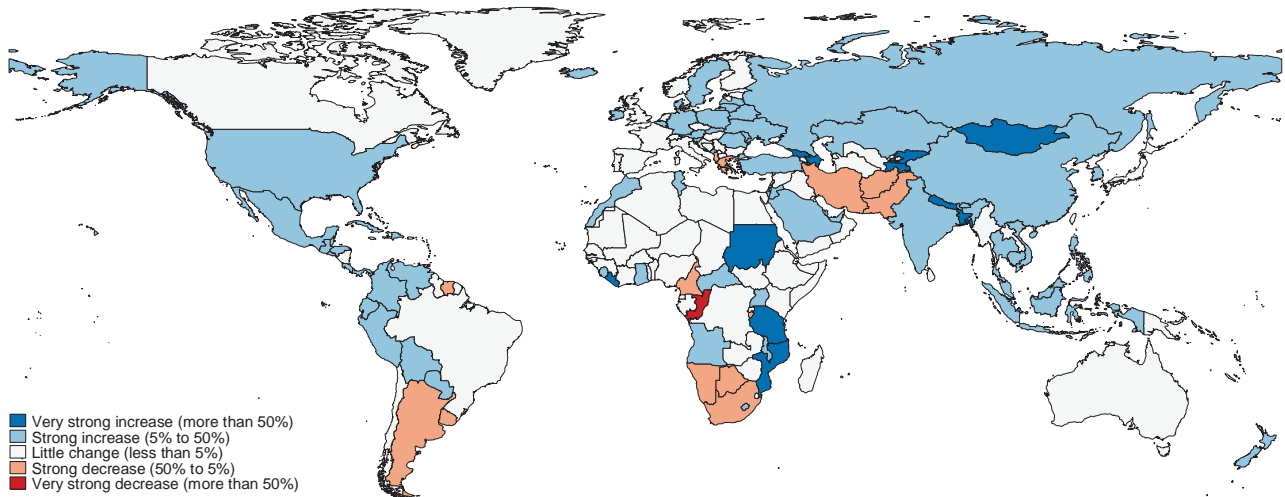 Very strong increase (more than 50%)
Strong increase (5% to 50%)
Little change (less than 5%)
Strong decrease (50% to 5%)
Very strong decrease (more than 50%)